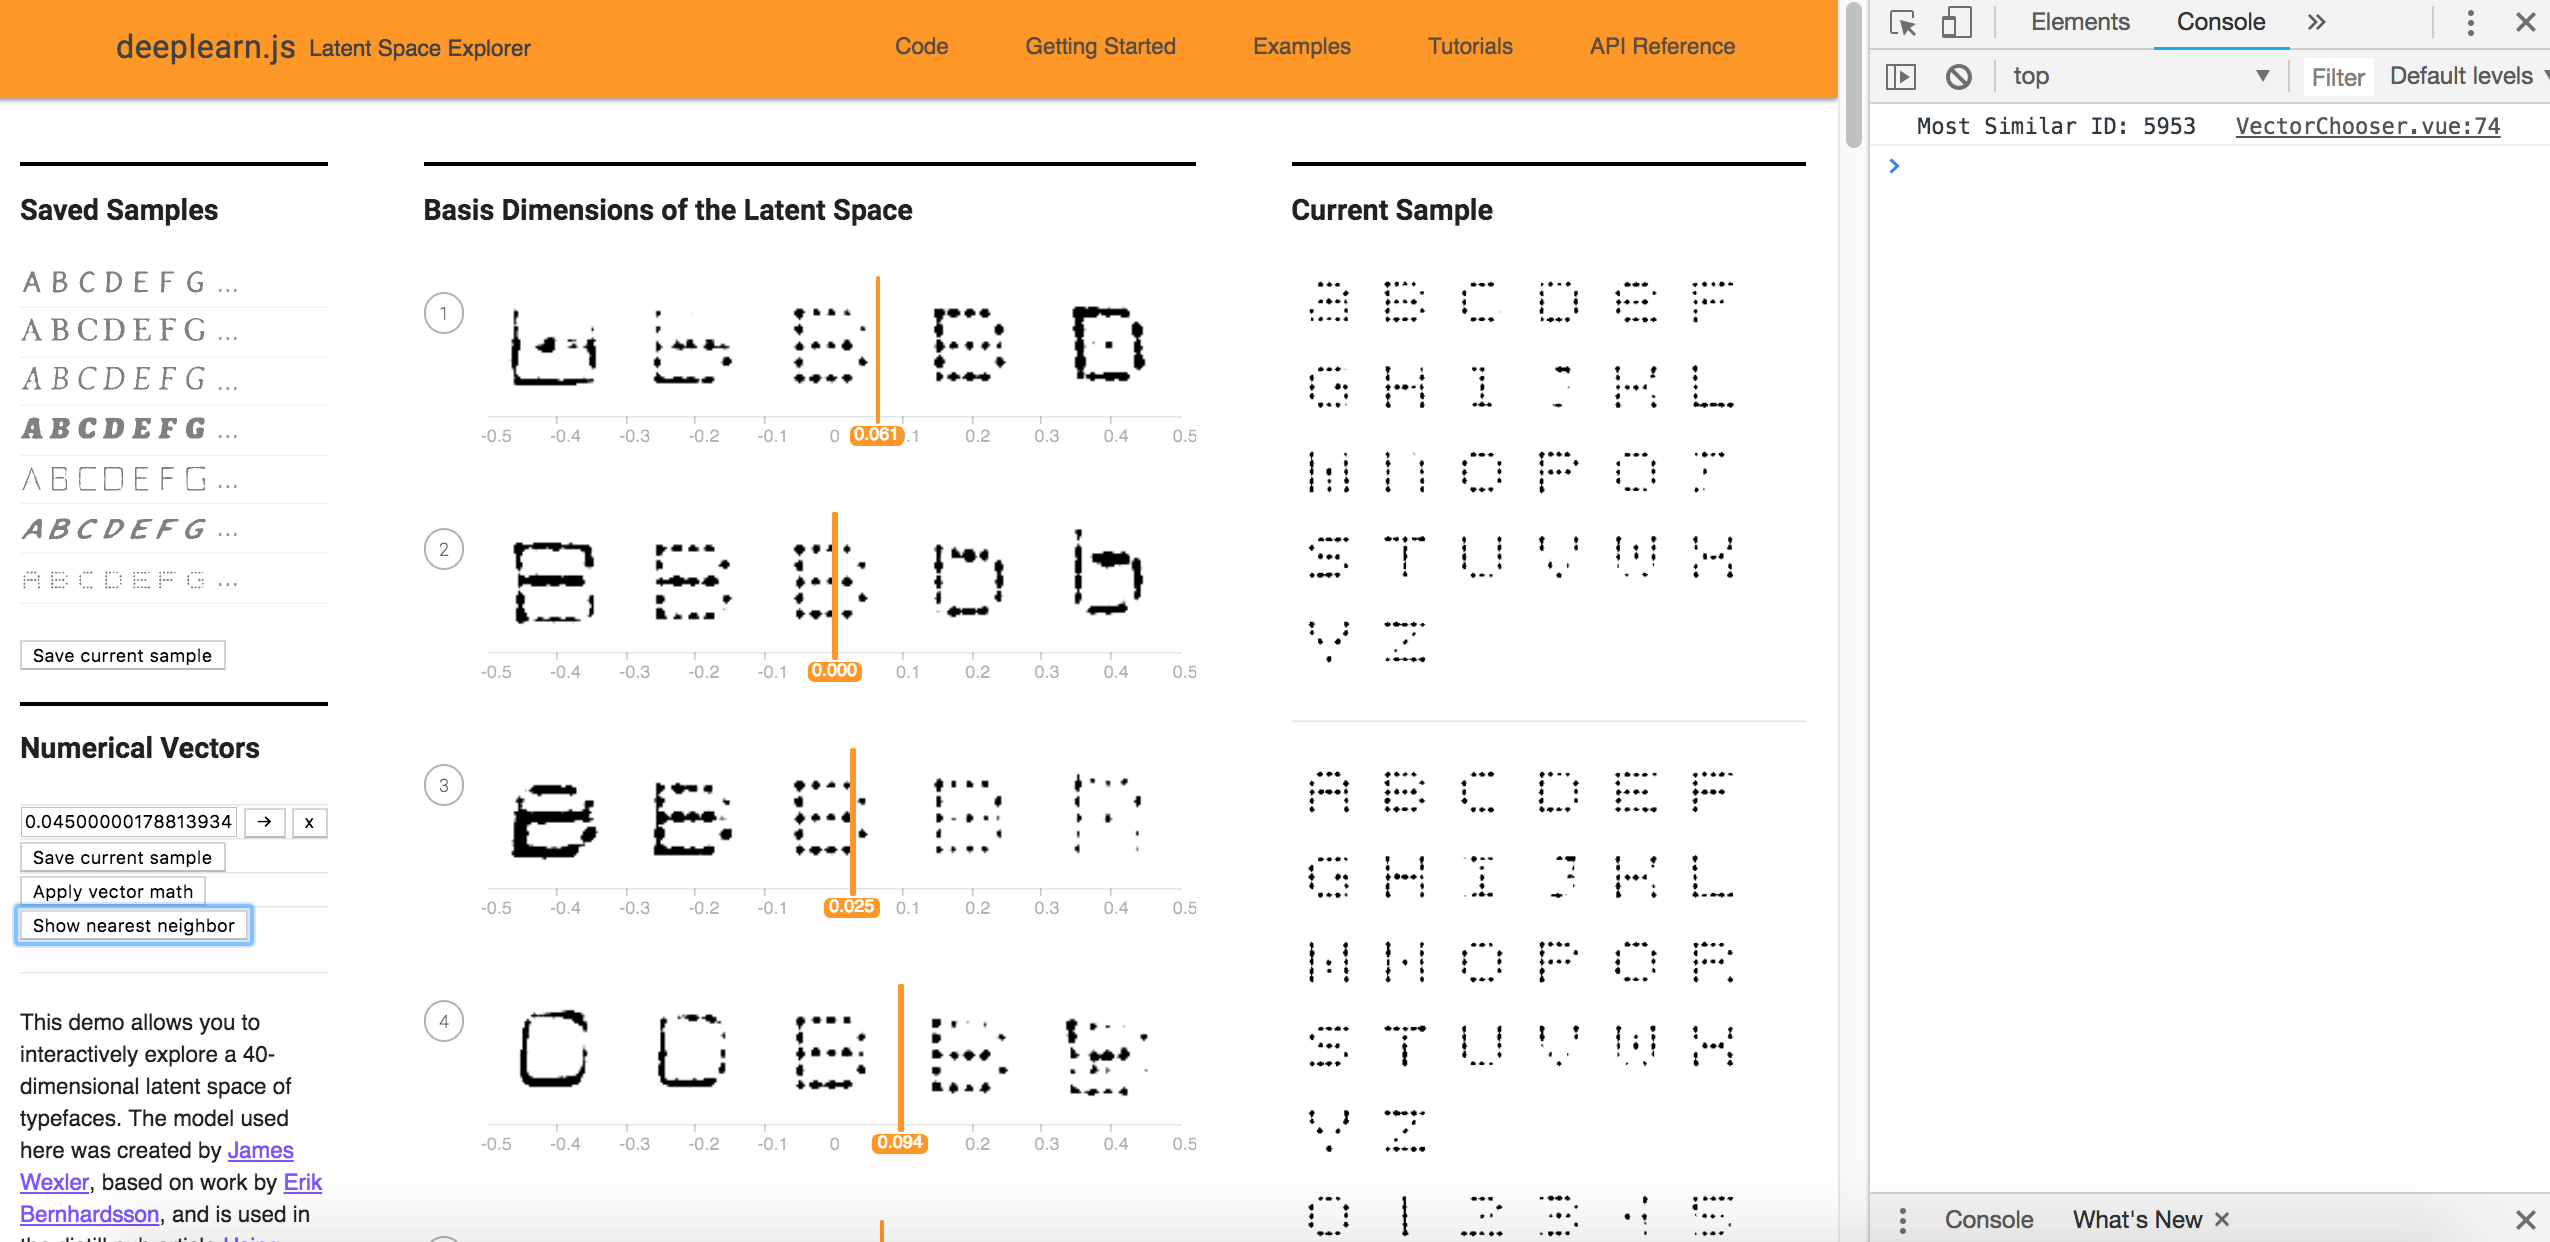 deeplearn.js Latent Space Explorer
Code Getting Started Examples Tutorials API Reference
Saved Samples
A B C D E F G ...
A B C D E F G ...
A B C D E F G ...
A B C D E F G ...
A B C D E F G ...
A B C D E F G ...
A B C D E F G ...
Save current sample
Numerical Vectors
0.04500000178813934 → x
Save current sample
Apply vector math
Show nearest neighbor
This demo allows you to
interactively explore a 40-
dimensional latent space of
typefaces. The model used
here was created by James
Wexler, based on work by Erik
Bernhardsson, and is used in
Basis Dimensions of the Latent Space
1
-0.5 -0.4 -0.3 -0.2 -0.1 0 0.061 .1 0.2 0.3 0.4 0.5
2
-0.5 -0.4 -0.3 -0.2 -0.1 0.000 0.1 0.2 0.3 0.4 0.5
3
-0.5 -0.4 -0.3 -0.2 -0.1 0.025 0.1 0.2 0.3 0.4 0.5
4
-0.5 -0.4 -0.3 -0.2 -0.1 0 0.094 0.2 0.3 0.4 0.5
Current Sample
a B C D e F
G H I J K L
M n O P O
S T U V W X
Y Z
A B C D E F
G H I J K L
M N O P O R
S T U V W X
Y Z
0 1 2 3 4 5
Elements Console »
top Filter Default levels
Most Similar ID: 5953 VectorChooser.vue:74
>
Console What's New ×